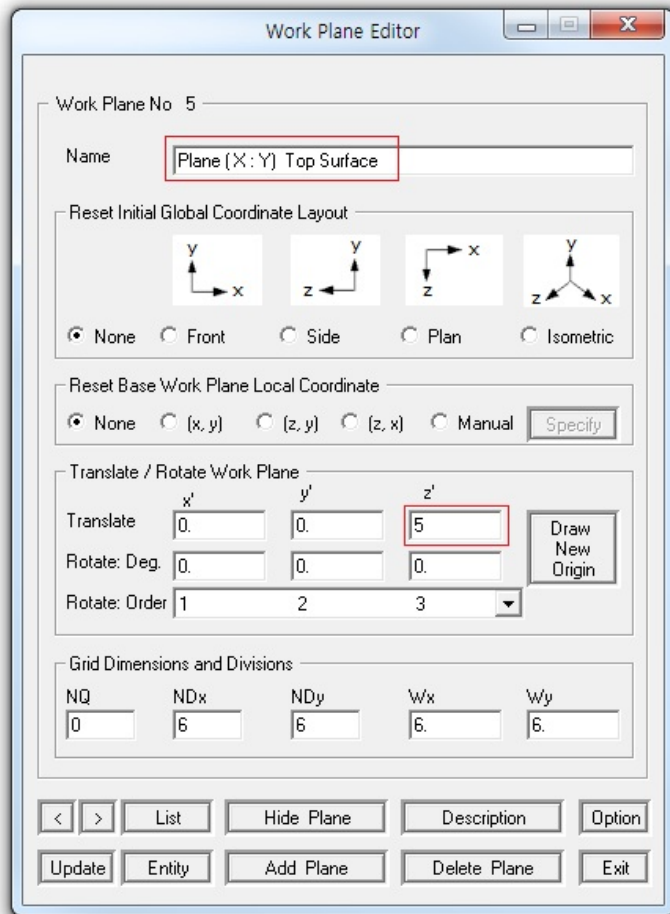 Work Plane Editor
Work Plane No 5
Name Plane (X : Y) Top Surface
Reset Initial Global Coordinate Layout
y x
y z
x z
y z x
None Front Side Plan Isometric
Reset Base Work Plane Local Coordinate
None (x, y) (z, y) (z, x) Manual Specify
Translate / Rotate Work Plane
x' y' z'
Translate 0. 0. 5
Draw New Origin
Rotate: Deg. 0. 0. 0.
Rotate: Order 1 2 3
Grid Dimensions and Divisions
NQ NDx NDy Wx Wy
0 6 6 6. 6.
< > List Hide Plane Description Option
Update Entity Add Plane Delete Plane Exit